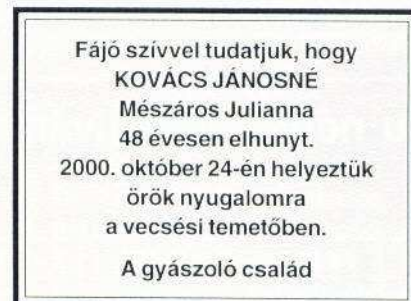 Fájó szívvel tudatjuk, hogy
KOVÁCS JÁNOSNÉ
Mészáros Julianna
48 évesen elhunyt.
2000. október 24-én helyeztük
örök nyugalomra
a vecsési temetőben.
A gyászoló család